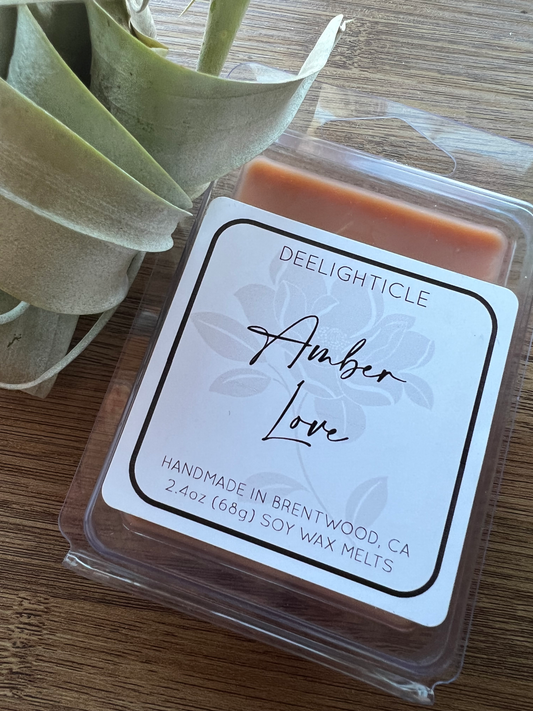 DEELIGHTICLE
Amber
Love
HANDMADE IN BRENTWOOD, CA
2.4oz (68g) SOY WAX MELTS